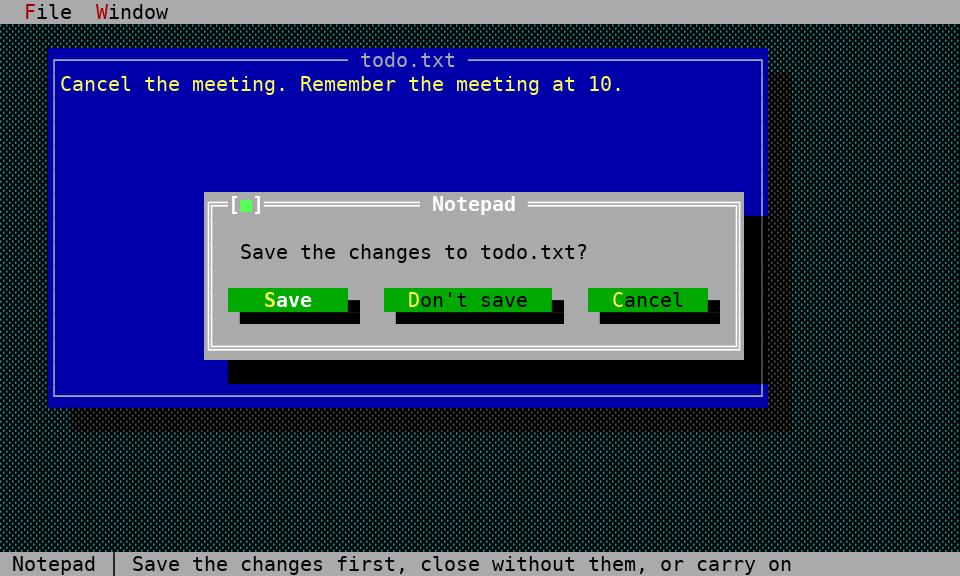 File Window
todo.txt
Cancel the meeting. Remember the meeting at 10.
[■] Notepad
Save the changes to todo.txt?
Save Don't save Cancel
Notepad │ Save the changes first, close without them, or carry on